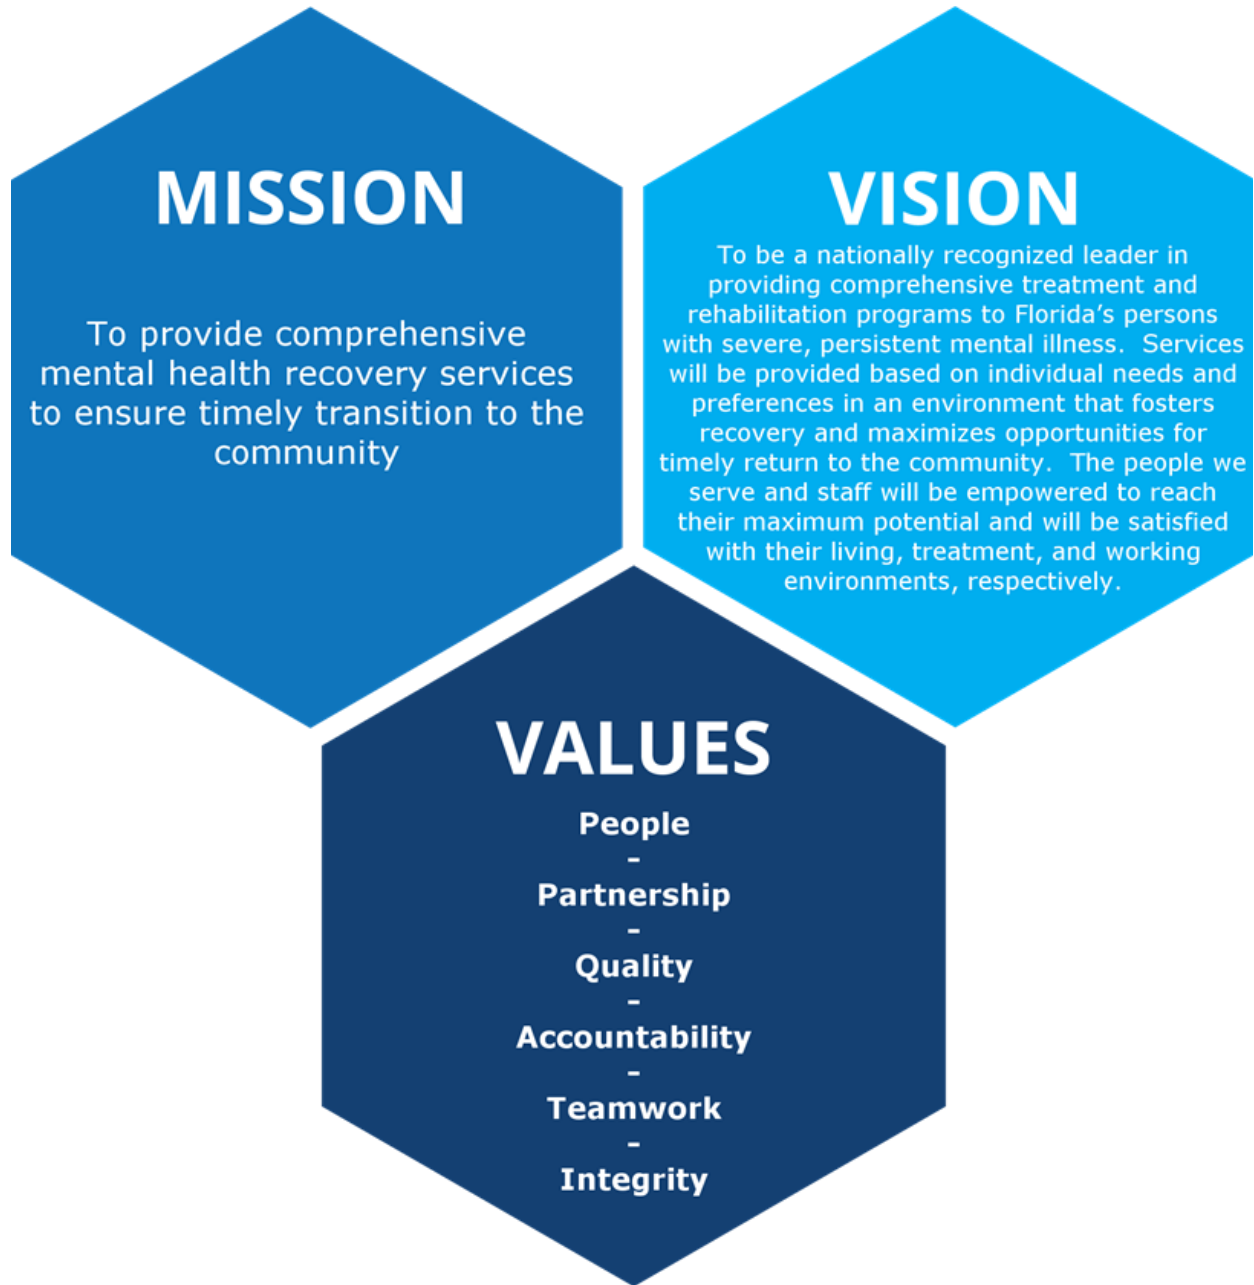 MISSION
To provide comprehensive
mental health recovery services
to ensure timely transition to the
community
VISION
To be a nationally recognized leader in
providing comprehensive treatment and
rehabilitation programs to Florida’s persons
with severe, persistent mental illness.  Services
will be provided based on individual needs and
preferences in an environment that fosters
recovery and maximizes opportunities for
timely return to the community.  The people we
serve and staff will be empowered to reach
their maximum potential and will be satisfied
with their living, treatment, and working
environments, respectively.
VALUES
People
-
Partnership
-
Quality
-
Accountability
-
Teamwork
-
Integrity